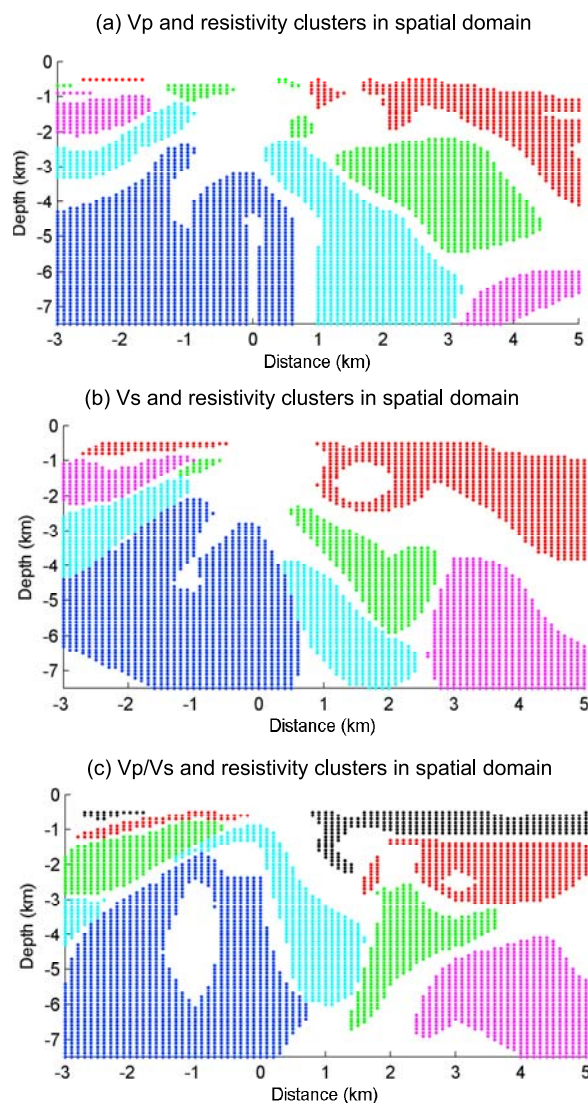 (a) Vp and resistivity clusters in spatial domain
0
-1
-2
-3
-4
-5
-6
-7
Depth (km)
-3 -2 -1 0 1 2 3 4 5
Distance (km)
(b) Vs and resistivity clusters in spatial domain
0
-1
-2
-3
-4
-5
-6
-7
Depth (km)
-3 -2 -1 0 1 2 3 4 5
Distance (km)
(c) Vp/Vs and resistivity clusters in spatial domain
0
-1
-2
-3
-4
-5
-6
-7
Depth (km)
-3 -2 -1 0 1 2 3 4 5
Distance (km)